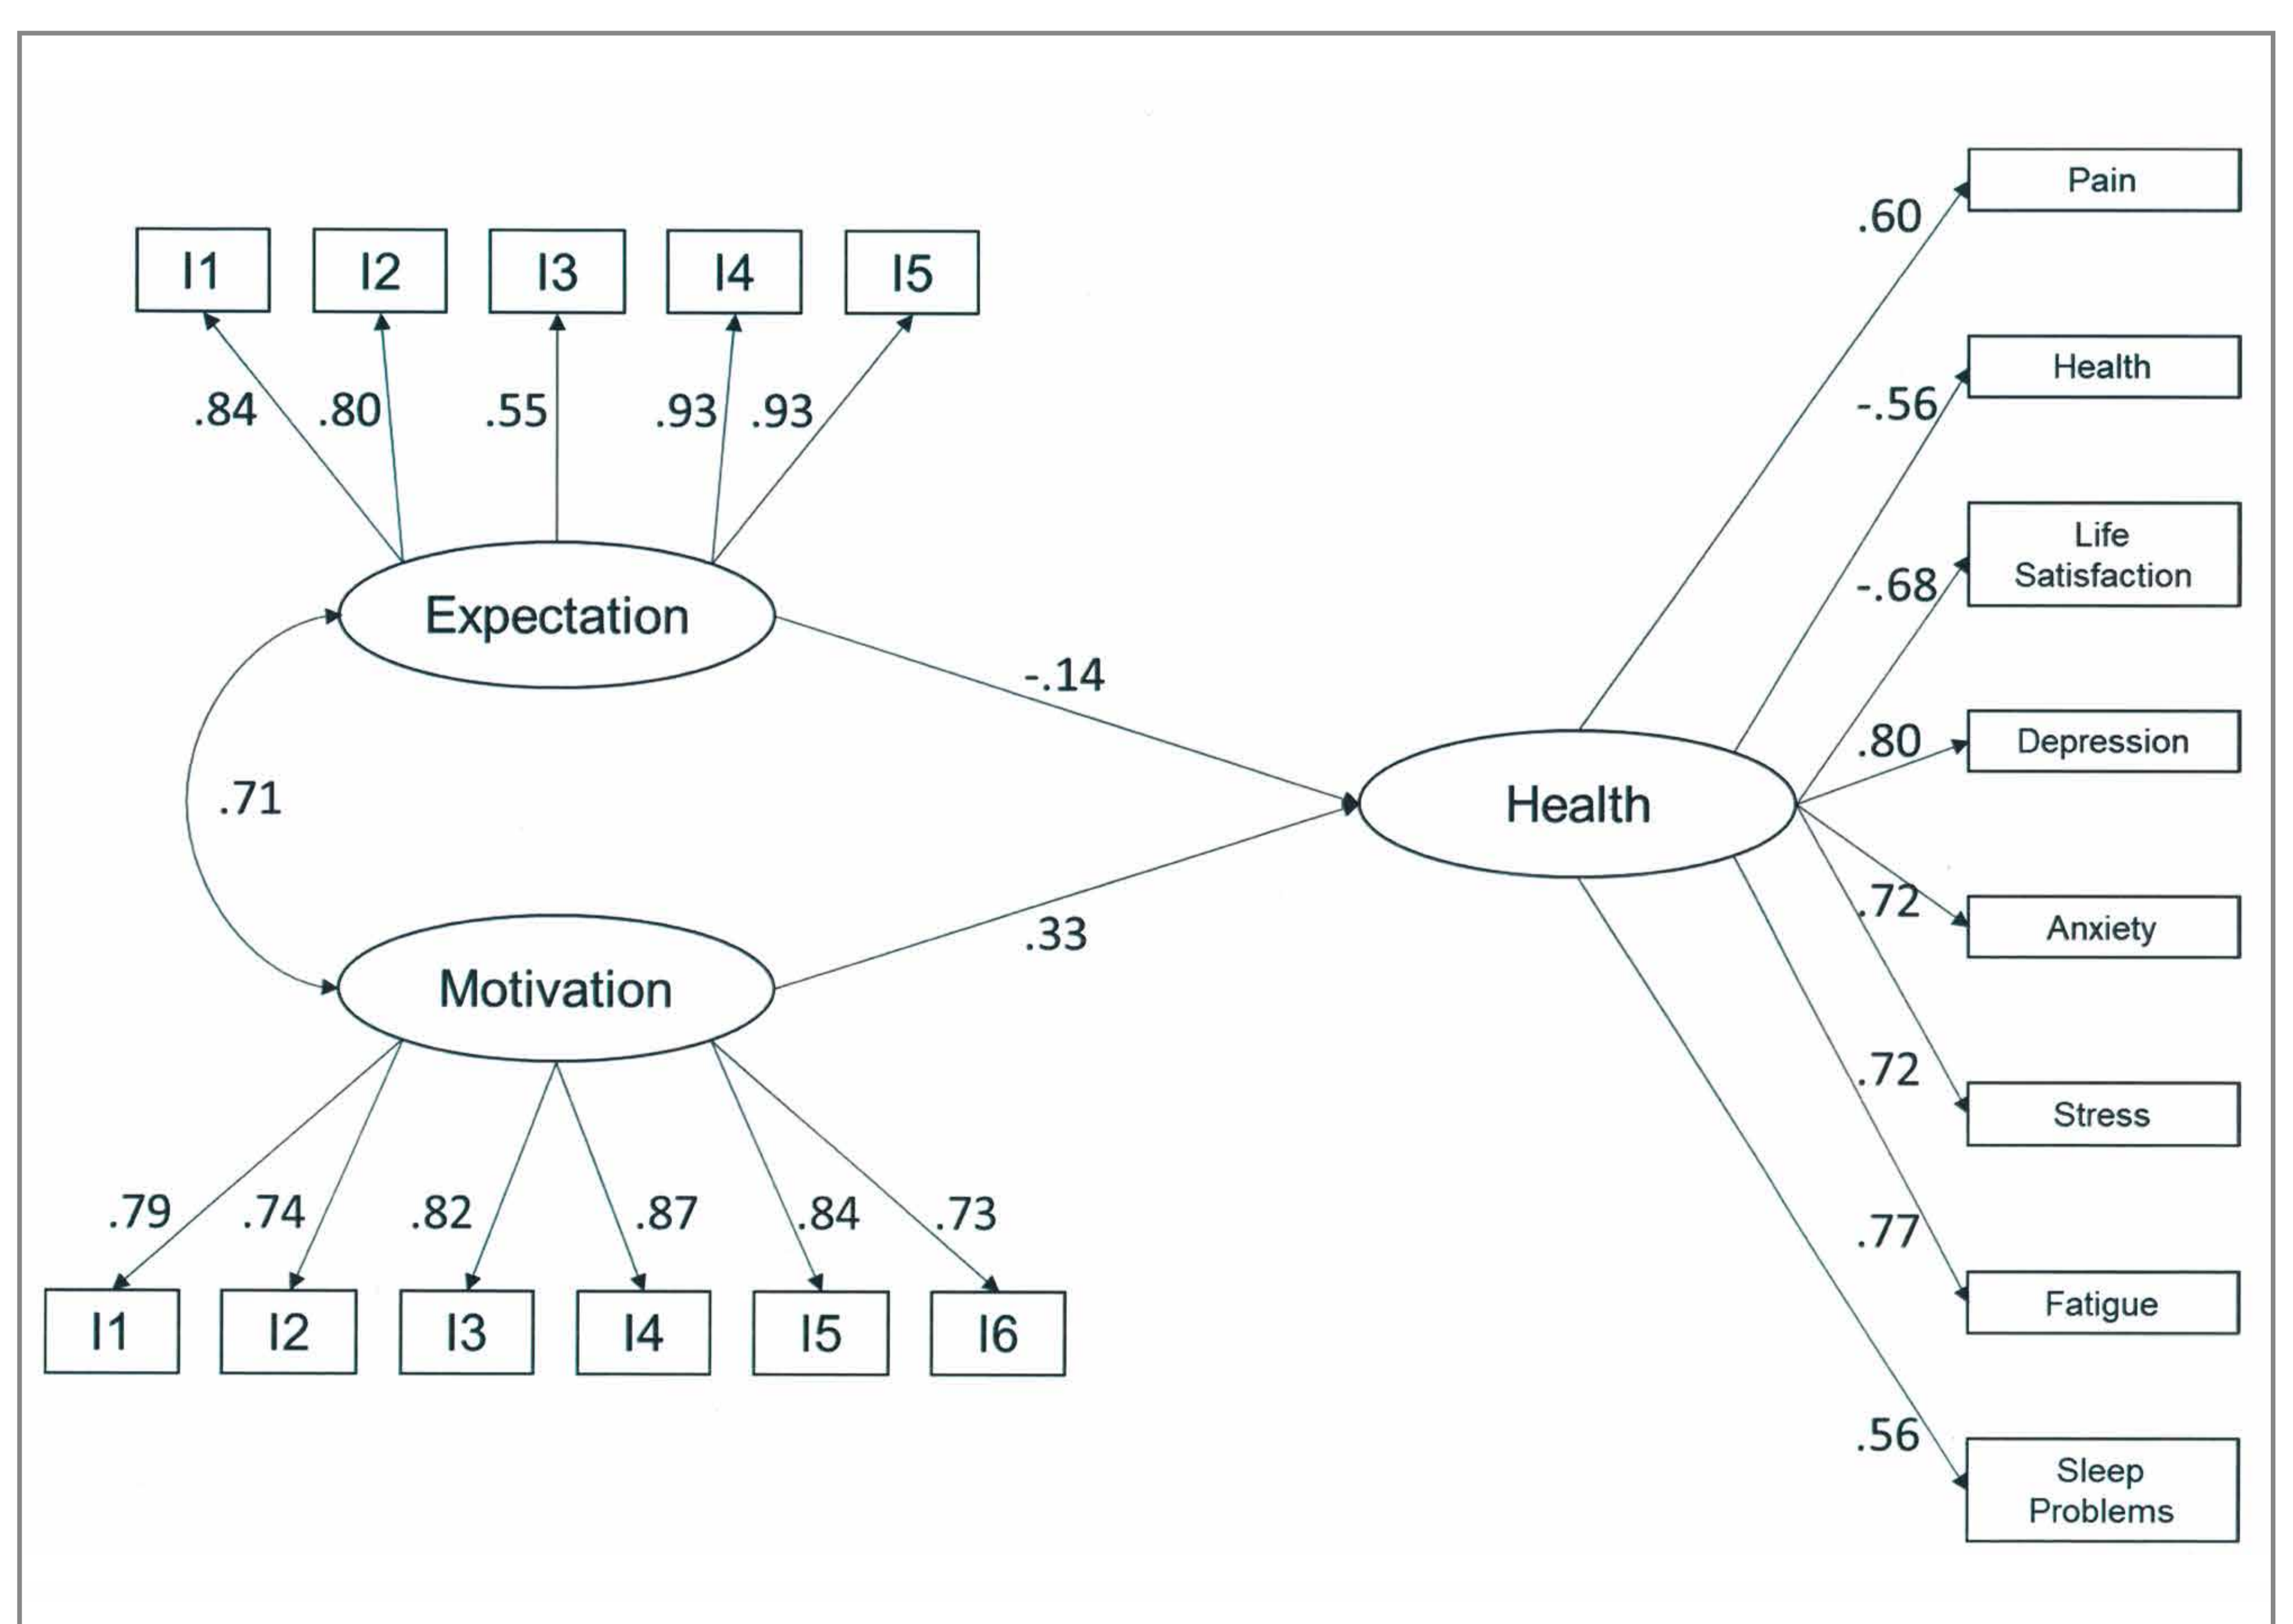 Pain
.60
I1 I2 I3 I4 I5
Health
-.56
.84 .80 .55 .93 .93
Life
Satisfaction
-.68
Expectation
-.14
.80
Depression
.71
Health
.72
Anxiety
.33
Motivation
.72
Stress
.79 .74 .82 .87 .84 .73
.77
Fatigue
I1 I2 I3 I4 I5 I6
.56
Sleep
Problems